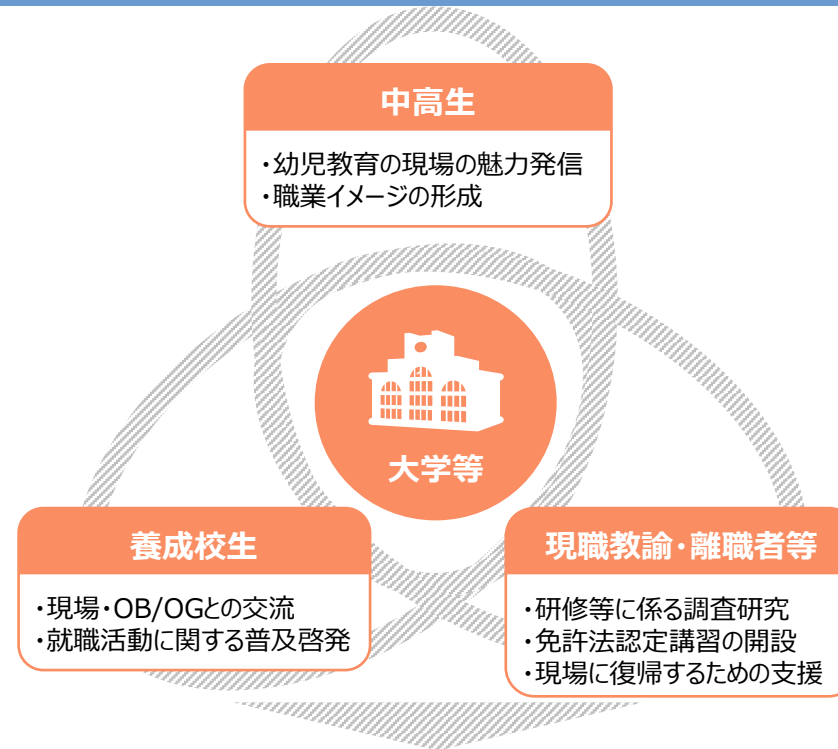 中高生
・幼児教育の現場の魅力発信
・職業イメージの形成
大学等
養成校生
・現場・OB/OGとの交流
・就職活動に関する普及啓発
現職教諭・離職者等
・研修等に係る調査研究
・免許法認定講習の開設
・現場に復帰するための支援